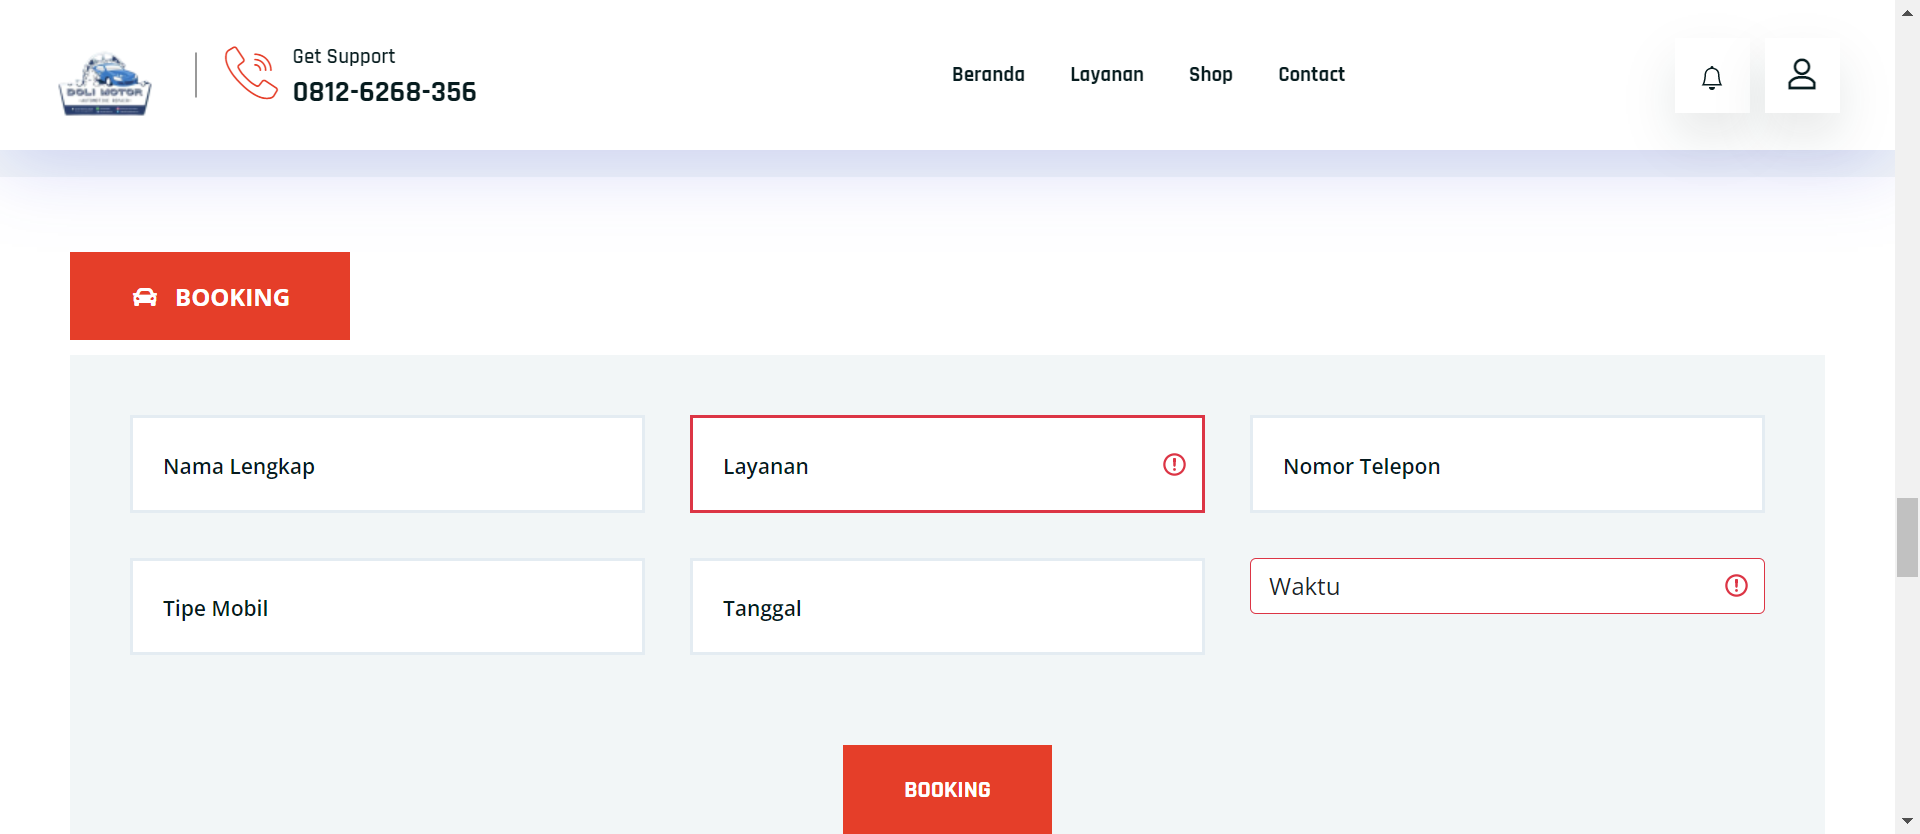 DOLI MOTOR
Get Support
0812-6268-356
Beranda
Layanan
Shop
Contact
BOOKING
Nama Lengkap
Layanan
Nomor Telepon
Tipe Mobil
Tanggal
Waktu
BOOKING